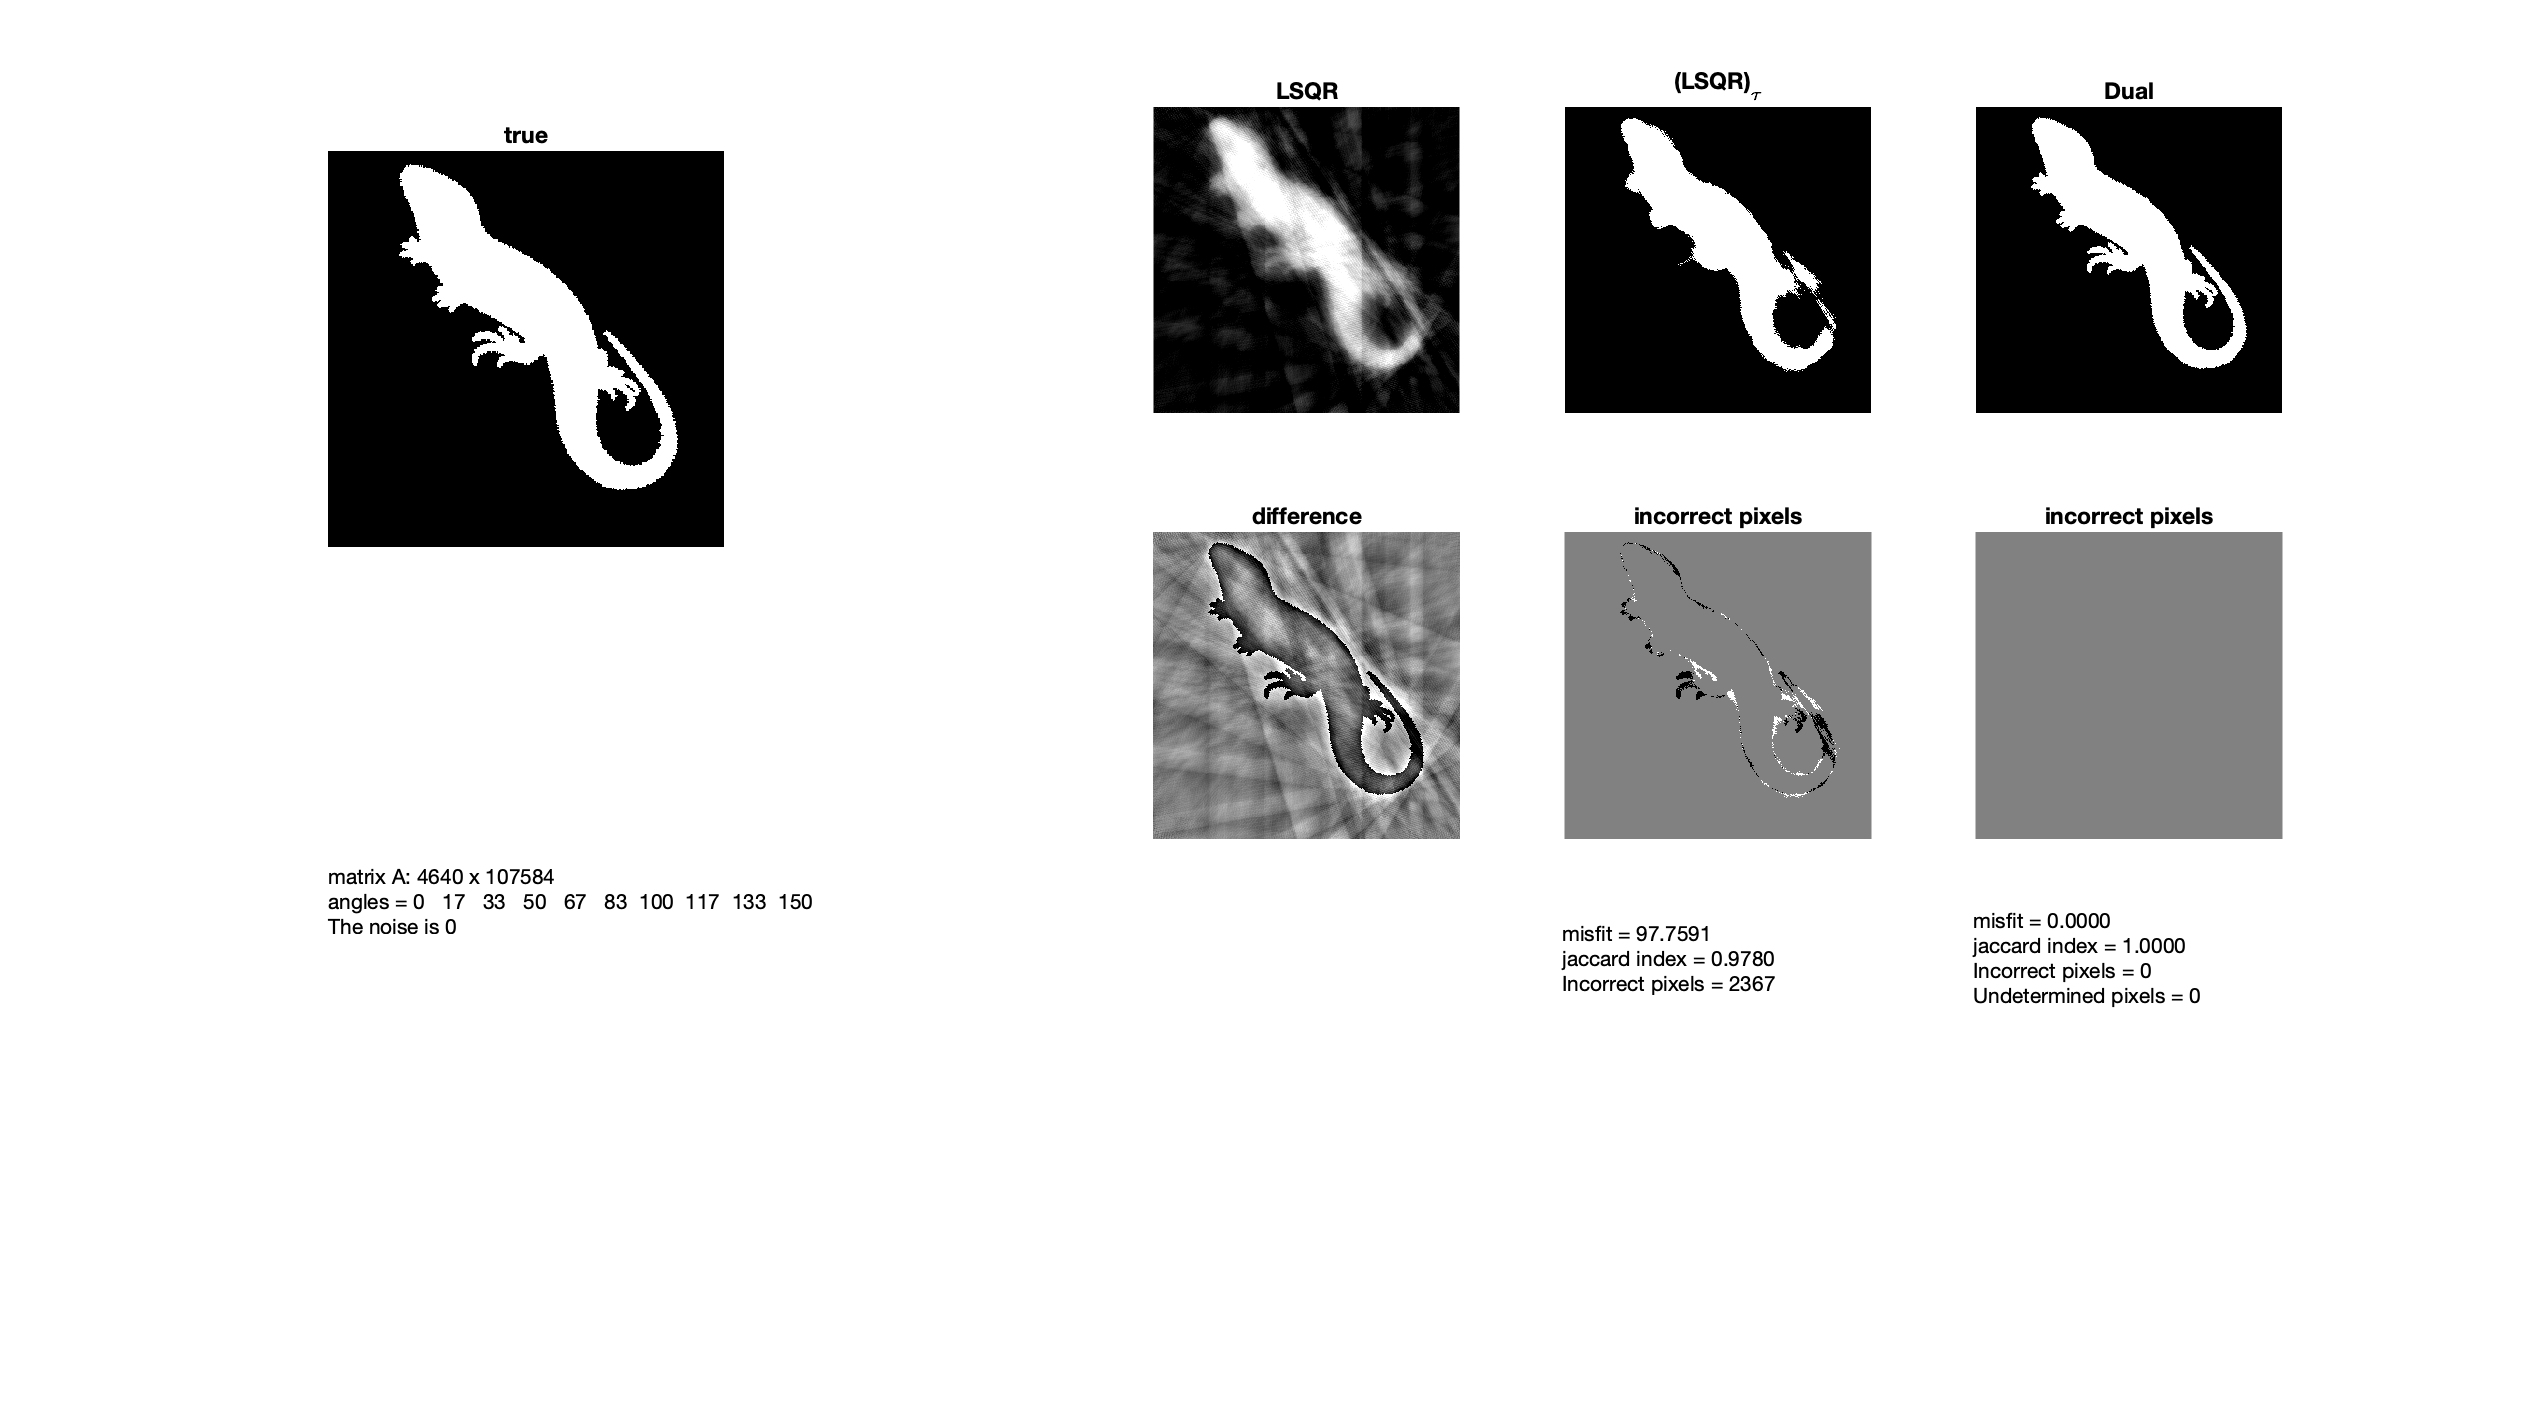 true
LSQR
(LSQR)τ
Dual
difference
incorrect pixels
incorrect pixels
matrix A: 4640 x 107584
angles = 0 17 33 50 67 83 100 117 133 150
The noise is 0
misfit = 97.7591
jaccard index = 0.9780
Incorrect pixels = 2367
misfit = 0.0000
jaccard index = 1.0000
Incorrect pixels = 0
Undetermined pixels = 0